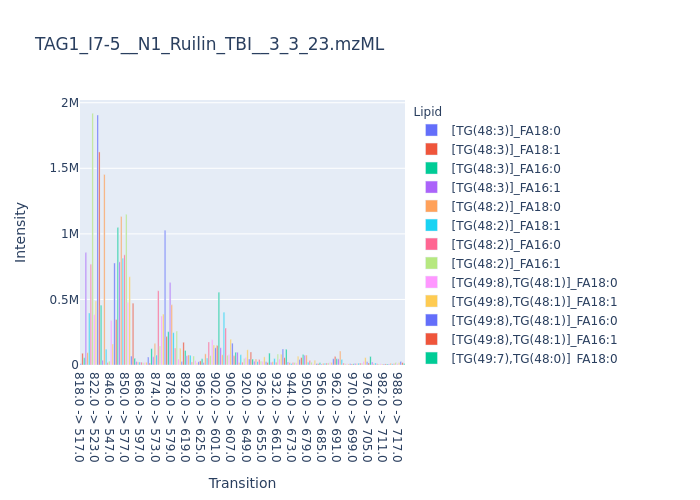 TAG1_I7-5__N1_Ruilin_TBI__3_3_23.mzML
Lipid
[TG(48:3)]_FA18:0
[TG(48:3)]_FA18:1
[TG(48:3)]_FA16:0
[TG(48:3)]_FA16:1
[TG(48:2)]_FA18:0
[TG(48:2)]_FA18:1
[TG(48:2)]_FA16:0
[TG(48:2)]_FA16:1
[TG(49:8),TG(48:1)]_FA18:0
[TG(49:8),TG(48:1)]_FA18:1
[TG(49:8),TG(48:1)]_FA16:0
[TG(49:8),TG(48:1)]_FA16:1
[TG(49:7),TG(48:0)]_FA18:0
2M
1.5M
1M
0.5M
0
Intensity
818.0 -> 517.0
822.0 -> 523.0
846.0 -> 547.0
850.0 -> 577.0
868.0 -> 597.0
874.0 -> 573.0
878.0 -> 579.0
892.0 -> 619.0
896.0 -> 625.0
902.0 -> 601.0
906.0 -> 607.0
920.0 -> 649.0
926.0 -> 655.0
932.0 -> 661.0
944.0 -> 673.0
950.0 -> 679.0
956.0 -> 685.0
962.0 -> 691.0
970.0 -> 699.0
976.0 -> 705.0
982.0 -> 711.0
988.0 -> 717.0
Transition